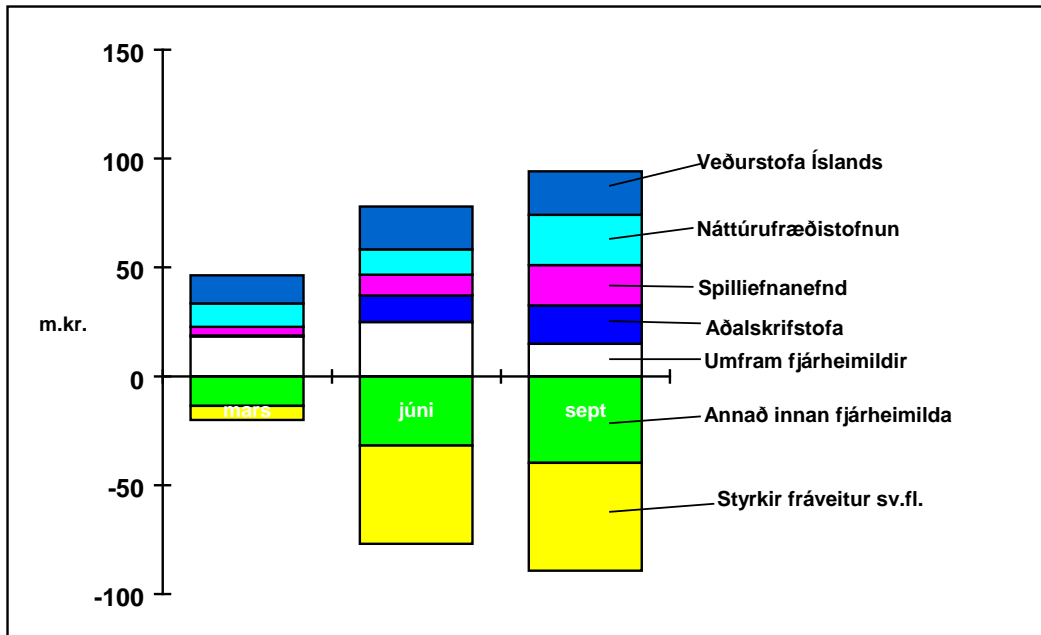 150
100
50
0
-50
-100
m.kr.
mars
júni
sept
Veðurstofa Íslands
Náttúrufræðistofnun
Spilliefnanefnd
Aðalskrifstofa
Umfram fjárheimildir
Annað innan fjárheimilda
Styrkir fráveitur sv.fl.